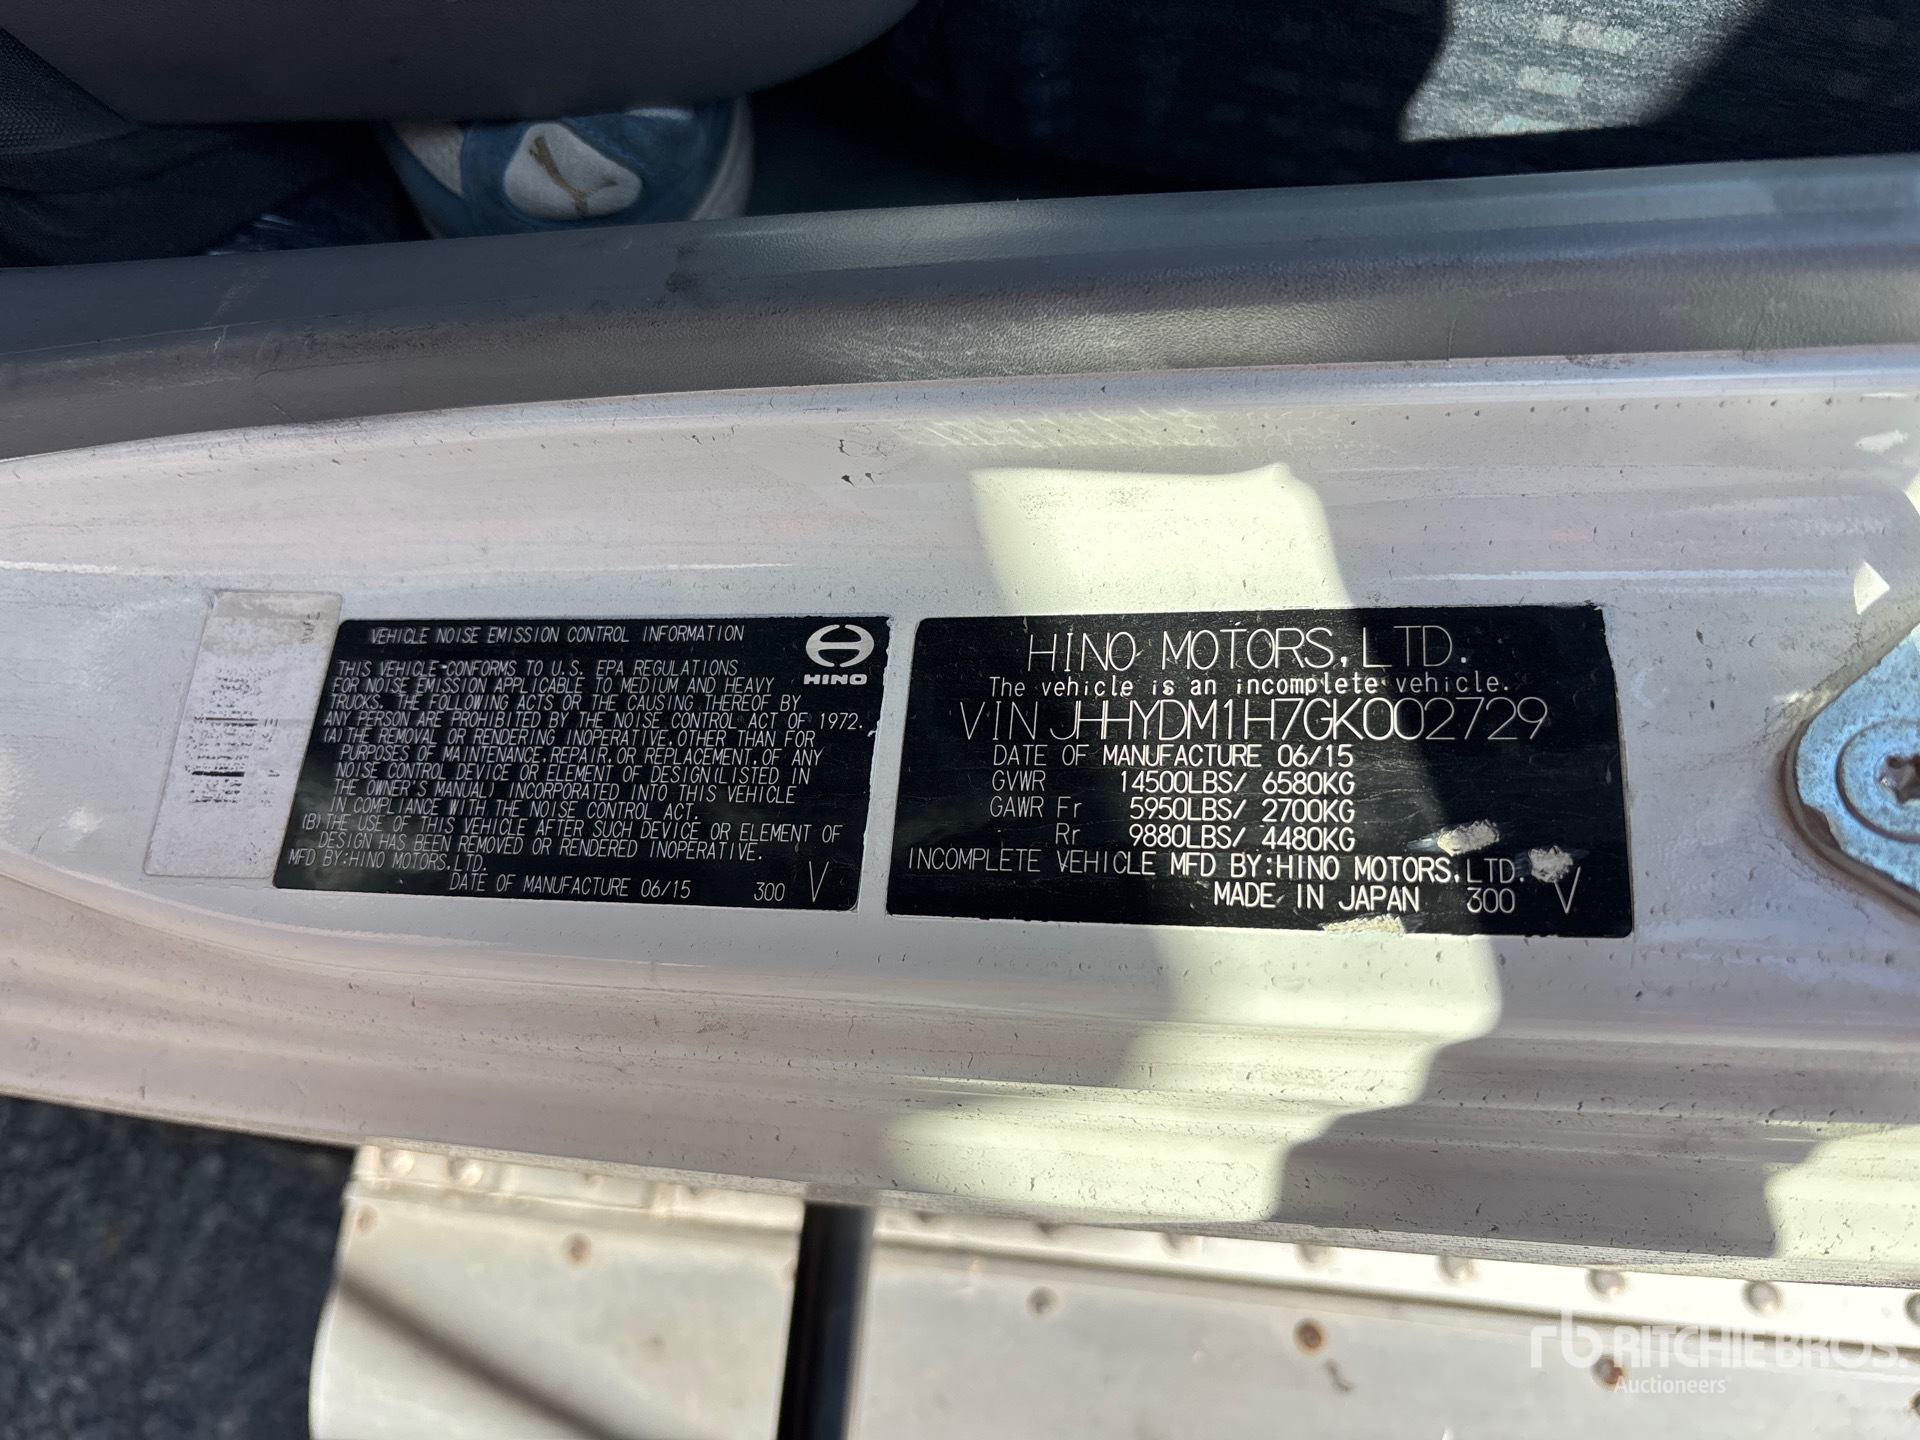 VEHICLE NOISE EMISSION CONTROL INFORMATION
HINO
THIS VEHICLE CONFORMS TO U.S. EPA REGULATIONS
FOR NOISE EMISSION APPLICABLE TO MEDIUM AND HEAVY
TRUCKS. THE FOLLOWING ACTS OR THE CAUSING THEREOF BY
ANY PERSON ARE PROHIBITED BY THE NOISE CONTROL ACT OF 1972.
(A) THE REMOVAL OR RENDERING INOPERATIVE, OTHER THAN FOR
PURPOSES OF MAINTENANCE, REPAIR, OR REPLACEMENT, OF ANY
NOISE CONTROL DEVICE OR ELEMENT OF DESIGN (LISTED IN
THE OWNER'S MANUAL) INCORPORATED INTO THIS VEHICLE
IN COMPLIANCE WITH THE NOISE CONTROL ACT.
(B) THE USE OF THIS VEHICLE AFTER SUCH DEVICE OR ELEMENT OF
DESIGN HAS BEEN REMOVED OR RENDERED INOPERATIVE.
MFD BY:HINO MOTORS,LTD.
DATE OF MANUFACTURE 06/15 300 V
HINO MOTORS, LTD.
The vehicle is an incomplete vehicle.
VIN JHHYDM1H7GK002729
DATE OF MANUFACTURE 06/15
GVWR 14500LBS/ 6580KG
GAWR Fr 5950LBS/ 2700KG
Rr 9880LBS/ 4480KG
INCOMPLETE VEHICLE MFD BY:HINO MOTORS,LTD.
MADE IN JAPAN 300 V
rb RITCHIE BROS.
Auctioneers